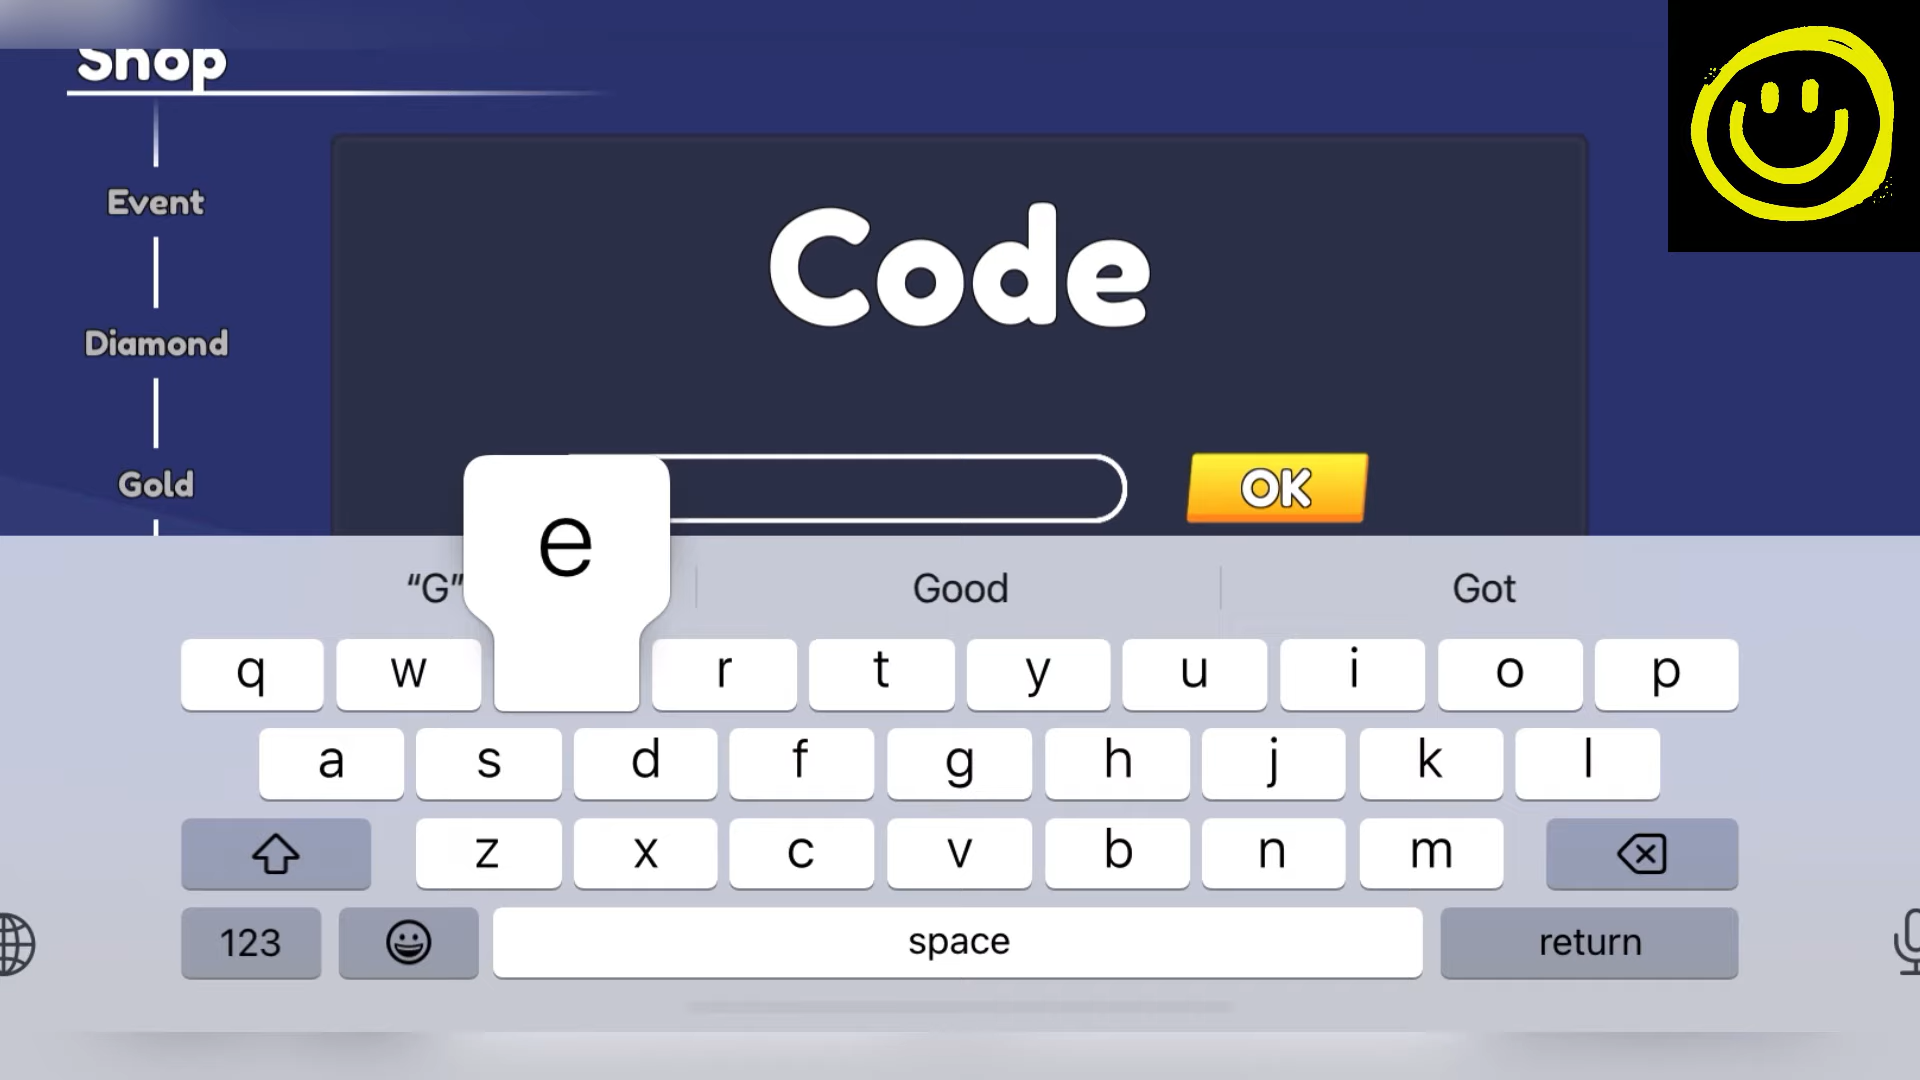 Shop
Event
Diamond
Gold
Code
OK
e
“G”
Good
Got
q w r t y u i o p
a s d f g h j k l
z x c v b n m
123 space return